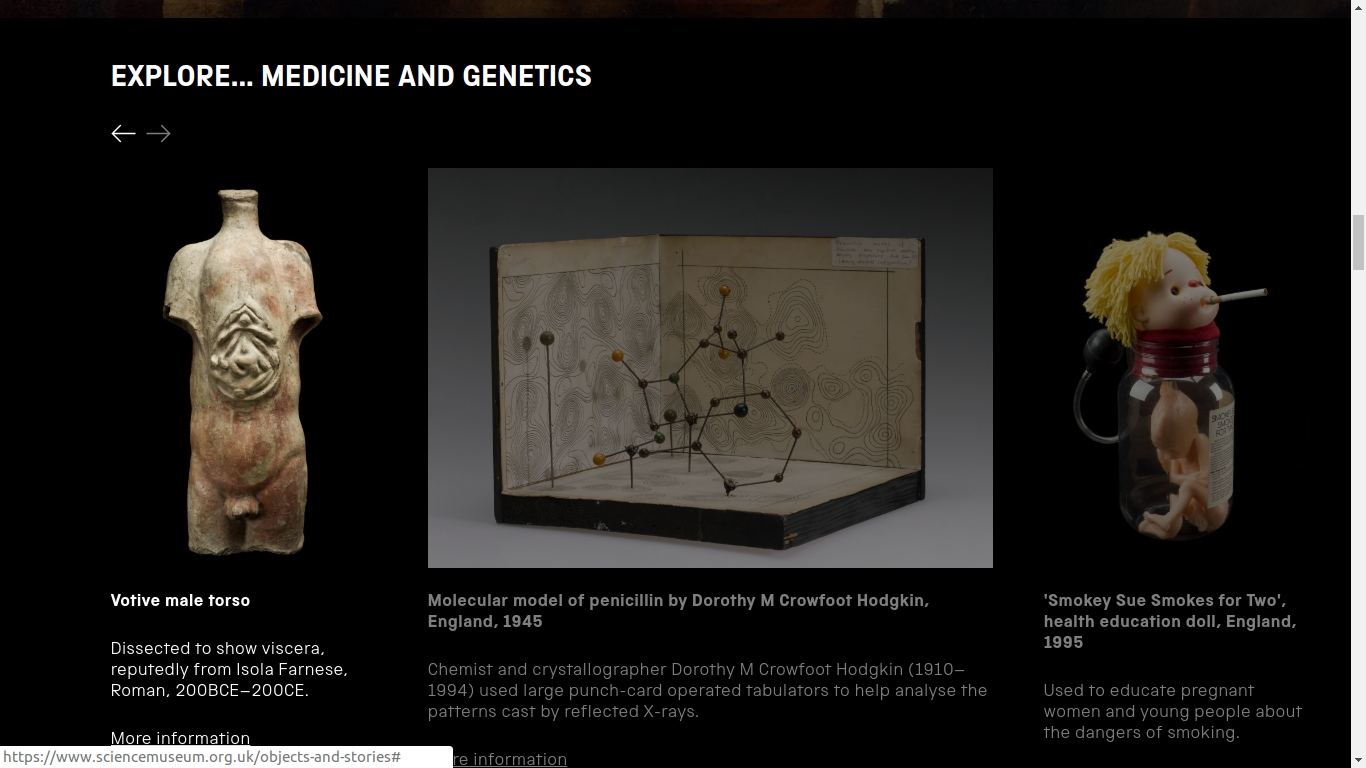 EXPLORE... MEDICINE AND GENETICS
Votive male torso
Dissected to show viscera,
reputedly from Isola Farnese,
Roman, 200BCE–200CE.
More information
Molecular model of penicillin by Dorothy M Crowfoot Hodgkin,
England, 1945
Chemist and crystallographer Dorothy M Crowfoot Hodgkin (1910–
1994) used large punch-card operated tabulators to help analyse the
patterns cast by reflected X-rays.
re information
'Smokey Sue Smokes for Two',
health education doll, England,
1995
Used to educate pregnant
women and young people about
the dangers of smoking.
https://www.sciencemuseum.org.uk/objects-and-stories#